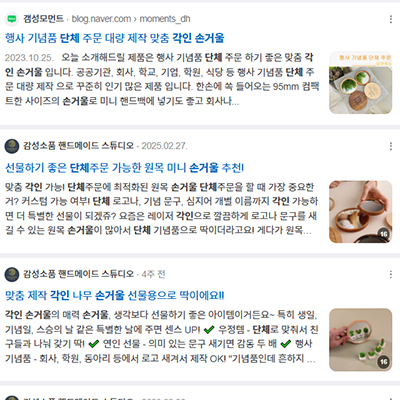 겜성모먼트 · blog.naver.com › moments_dh
행사 기념품 단체 주문 대량 제작 맞춤 각인 손거울
2023.10.25. 오늘 소개해드릴 제품은 행사 기념품 단체 주문 하기 좋은 맞춤 각
인 손거울 입니다. 공공기관, 회사, 학교, 기업, 학원, 식당 등 행사 기념품 단체 주
문 대량 제작 으로 꾸준히 인기 많은 제품 입니다. 한손에 쏙 들어오는 95mm 컴팩
트한 사이즈의 손거울로 미니 핸드백에 넣기도 좋고 회사나...
행사 기념품 단체 주문
감성소품 핸드메이드 스튜디오 · 2025.02.27.
선물하기 좋은 단체주문 가능한 원목 미니 손거울 추천!
맞춤 각인 가능! 단체주문에 최적화된 원목 손거울 단체주문을 할 때 가장 중요한
거? 커스텀 가능 여부! 단체 로고나, 기념 문구, 심지어 개별 이름까지 각인 가능하
면 더 특별한 선물이 되겠쥬? 요즘은 레이저 각인으로 깔끔하게 로고나 문구를 새
길 수 있는 원목 손거울이 많아서 단체 기념품으로 딱이더라고요! 게다가 원목...
16
감성소품 핸드메이드 스튜디오 · 4주 전
맞춤 제작 각인 나무 손거울 선물용으로 딱이에요!!
각인 손거울의 매력 손거울, 생각보다 선물하기 좋은 아이템이거든요~ 특히 생일,
기념일, 스승의 날 같은 특별한 날에 주면 센스 UP! ✔ 우정템 - 단체로 맞춰서 친
구들과 나눠 갖기 딱! ✔ 연인 선물 - 의미 있는 문구 새기면 감동 두 배 ✔ 행사
기념품 - 회사, 학원, 동아리 등에서 로고 새겨서 제작 OK! "기념품인데 흔하지 ...
16